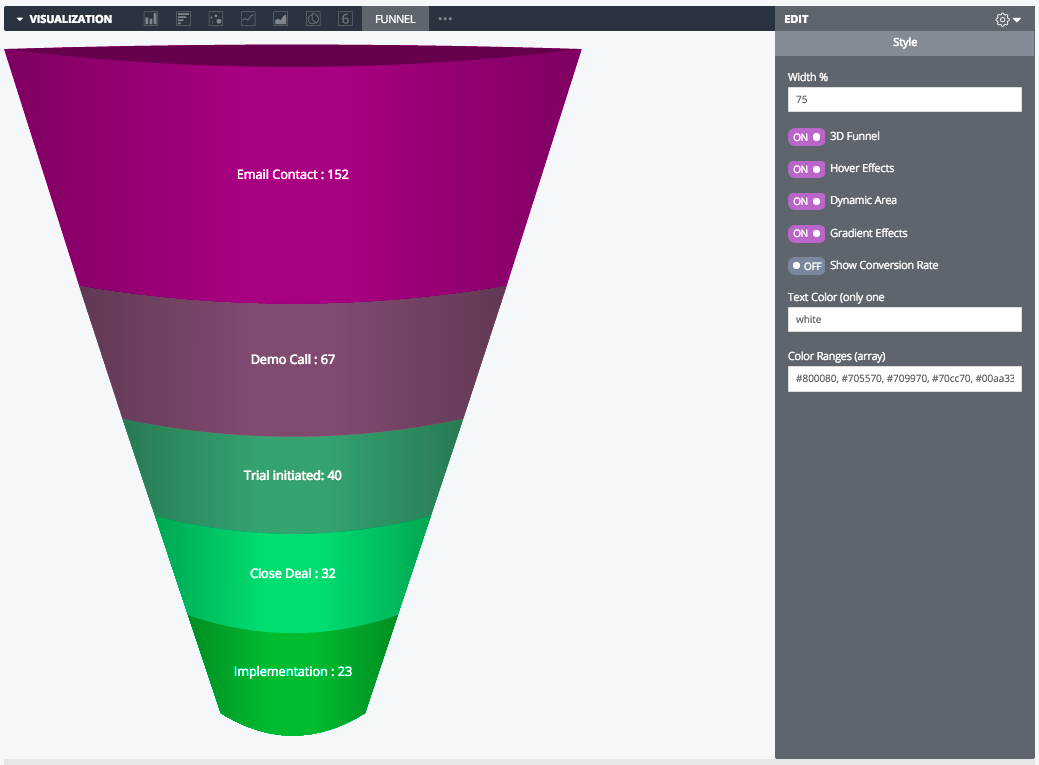 VISUALIZATION
6
FUNNEL
EDIT
Style
Width %
75
ON 3D Funnel
ON Hover Effects
ON Dynamic Area
ON Gradient Effects
OFF Show Conversion Rate
Text Color (only one
white
Color Ranges (array)
#800080, #705570, #709970, #70cc70, #00aa33
Email Contact : 152
Demo Call : 67
Trial initiated: 40
Close Deal : 32
Implementation : 23